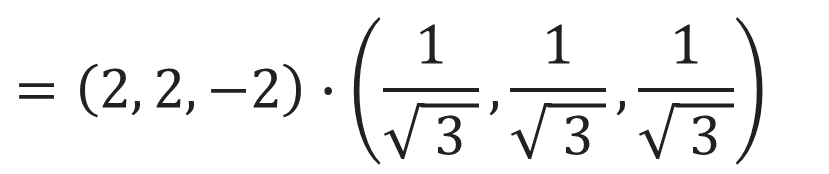 = (2, 2, −2) · (1/√3, 1/√3, 1/√3)